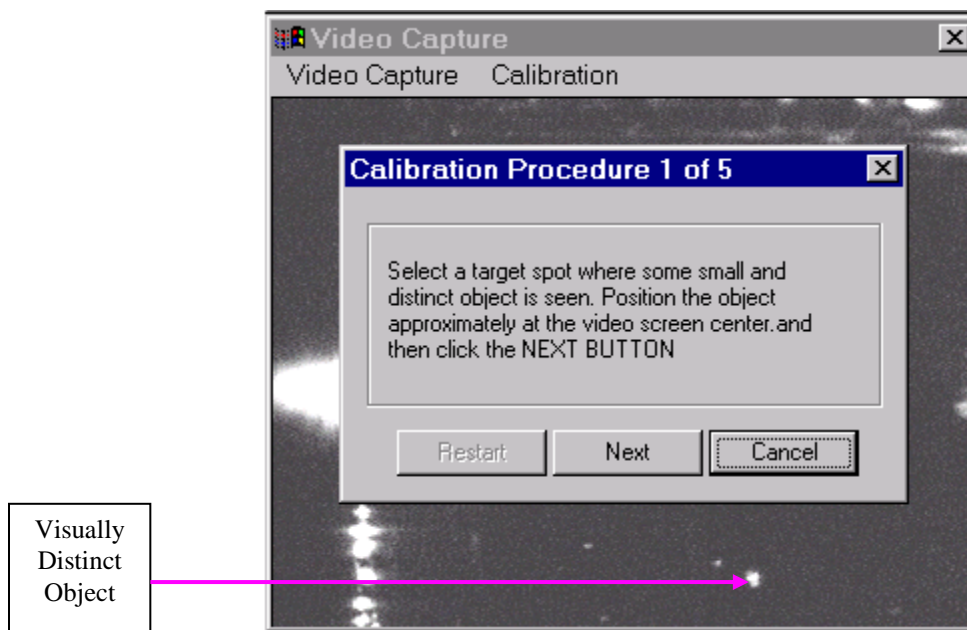 Video Capture
Video Capture Calibration
Calibration Procedure 1 of 5
Select a target spot where some small and
distinct object is seen. Position the object
approximately at the video screen center.and
then click the NEXT BUTTON
Restart Next Cancel
Visually
Distinct
Object